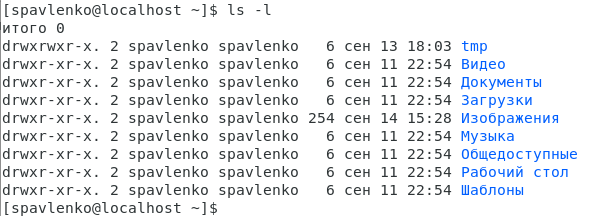 [spavlenko@localhost ~]$ ls -l
итого 0
drwxrwxr-x. 2 spavlenko spavlenko   6 сен 13 18:03 tmp
drwxr-xr-x. 2 spavlenko spavlenko   6 сен 11 22:54 Видео
drwxr-xr-x. 2 spavlenko spavlenko   6 сен 11 22:54 Документы
drwxr-xr-x. 2 spavlenko spavlenko   6 сен 11 22:54 Загрузки
drwxr-xr-x. 2 spavlenko spavlenko 254 сен 14 15:28 Изображения
drwxr-xr-x. 2 spavlenko spavlenko   6 сен 11 22:54 Музыка
drwxr-xr-x. 2 spavlenko spavlenko   6 сен 11 22:54 Общедоступные
drwxr-xr-x. 2 spavlenko spavlenko   6 сен 11 22:54 Рабочий стол
drwxr-xr-x. 2 spavlenko spavlenko   6 сен 11 22:54 Шаблоны
[spavlenko@localhost ~]$